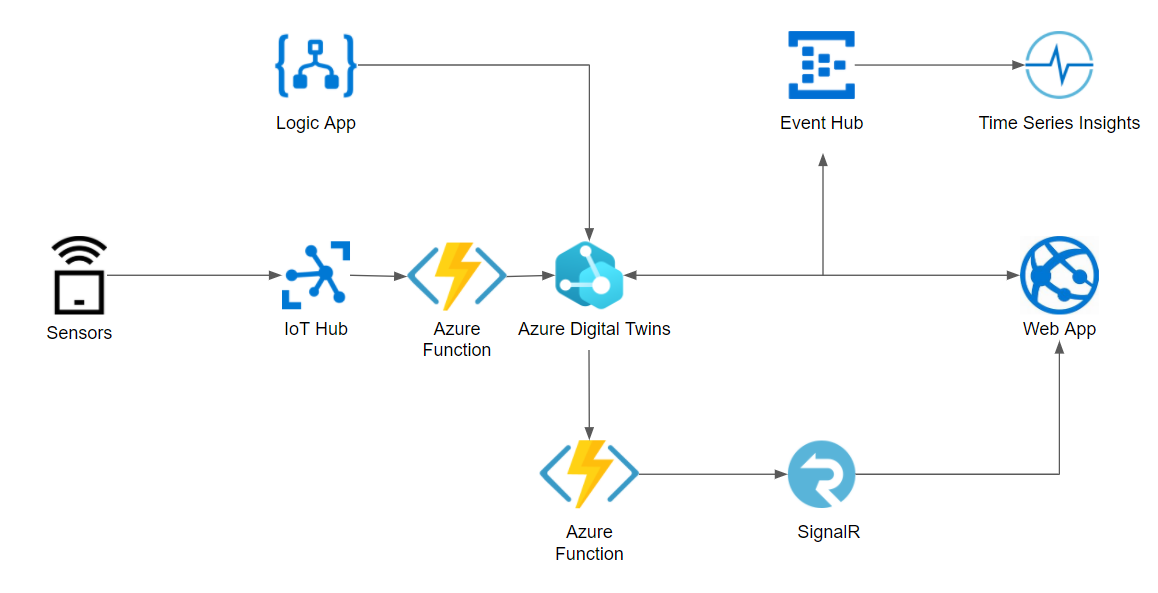 Logic App
Event Hub
Time Series Insights
Sensors
IoT Hub
Azure
Function
Azure Digital Twins
Web App
Azure
Function
SignalR